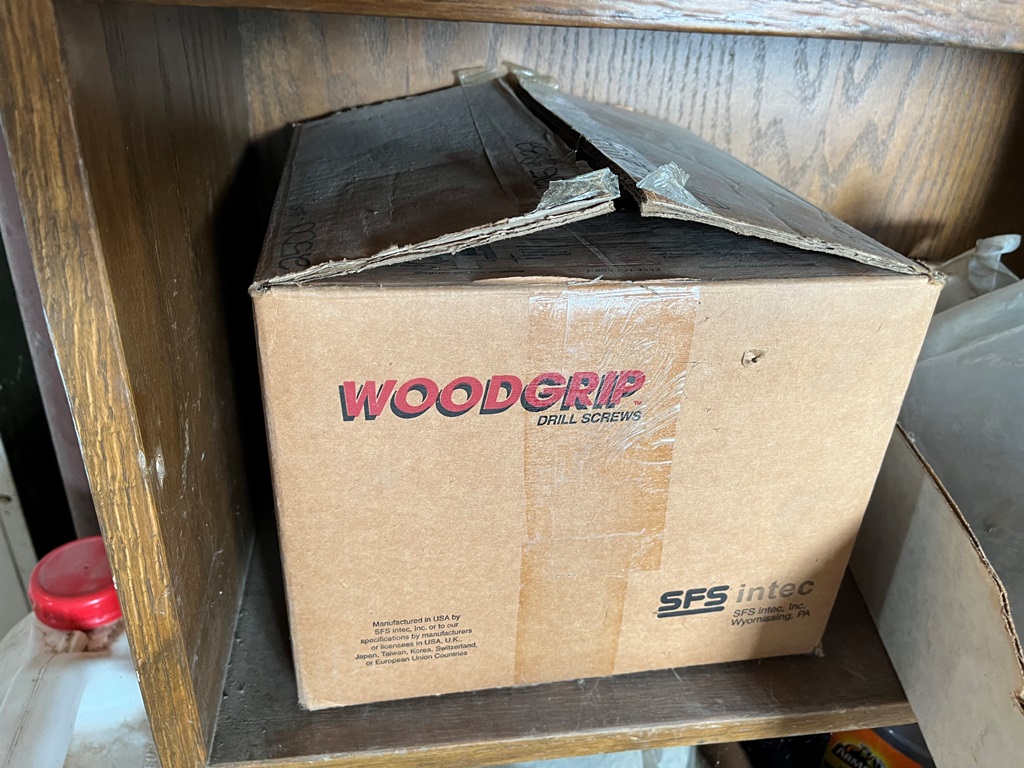 WOODGRIP™
DRILL SCREWS
SFS intec
SFS intec, Inc.
Wyomissing, PA
Manufactured in USA by
SFS intec, Inc. or to our
specifications by manufacturers
or licensees in USA, U.K.,
Japan, Taiwan, Korea, Switzerland,
or European Union Countries